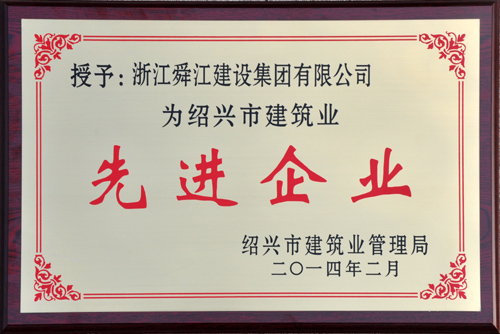 授予：浙江舜江建设集团有限公司
为绍兴市建筑业
先进企业
绍兴市建筑业管理局
二〇一四年二月